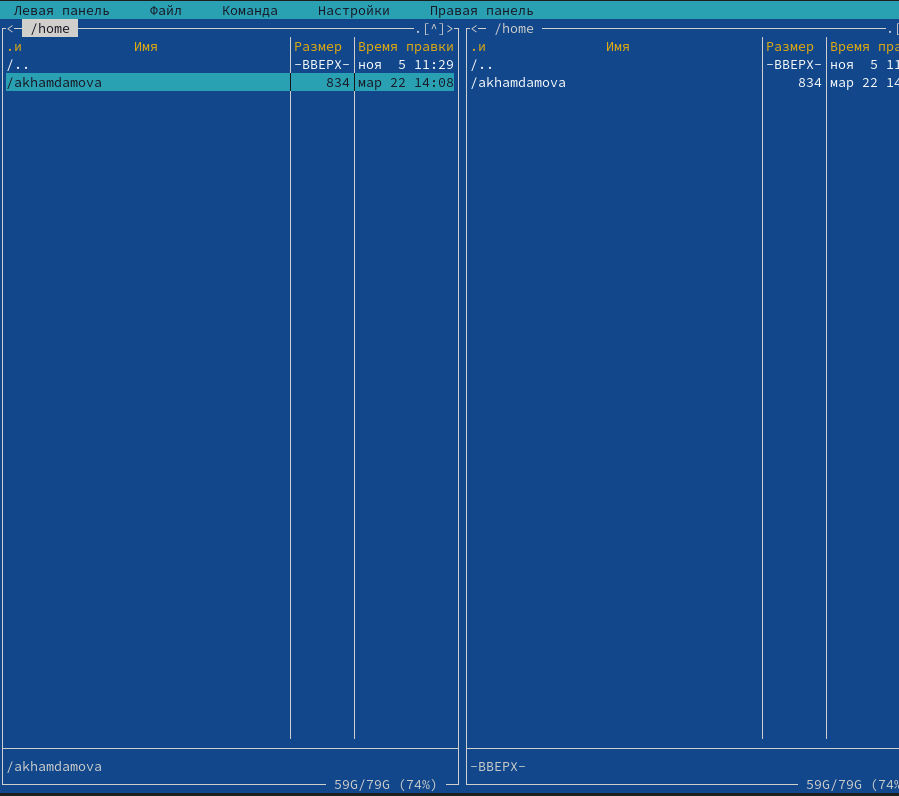 Левая панель Файл Команда Настройки Правая панель
<─ /home .[^]> <─ /home .[
.и Имя Размер Время правки .и Имя Размер Время пра
/.. -ВВЕРХ- ноя 5 11:29 /.. -ВВЕРХ- ноя 5 11
/akhamdamova 834 мар 22 14:08 /akhamdamova 834 мар 22 14
/akhamdamova -ВВЕРХ-
59G/79G (74%) 59G/79G (74%